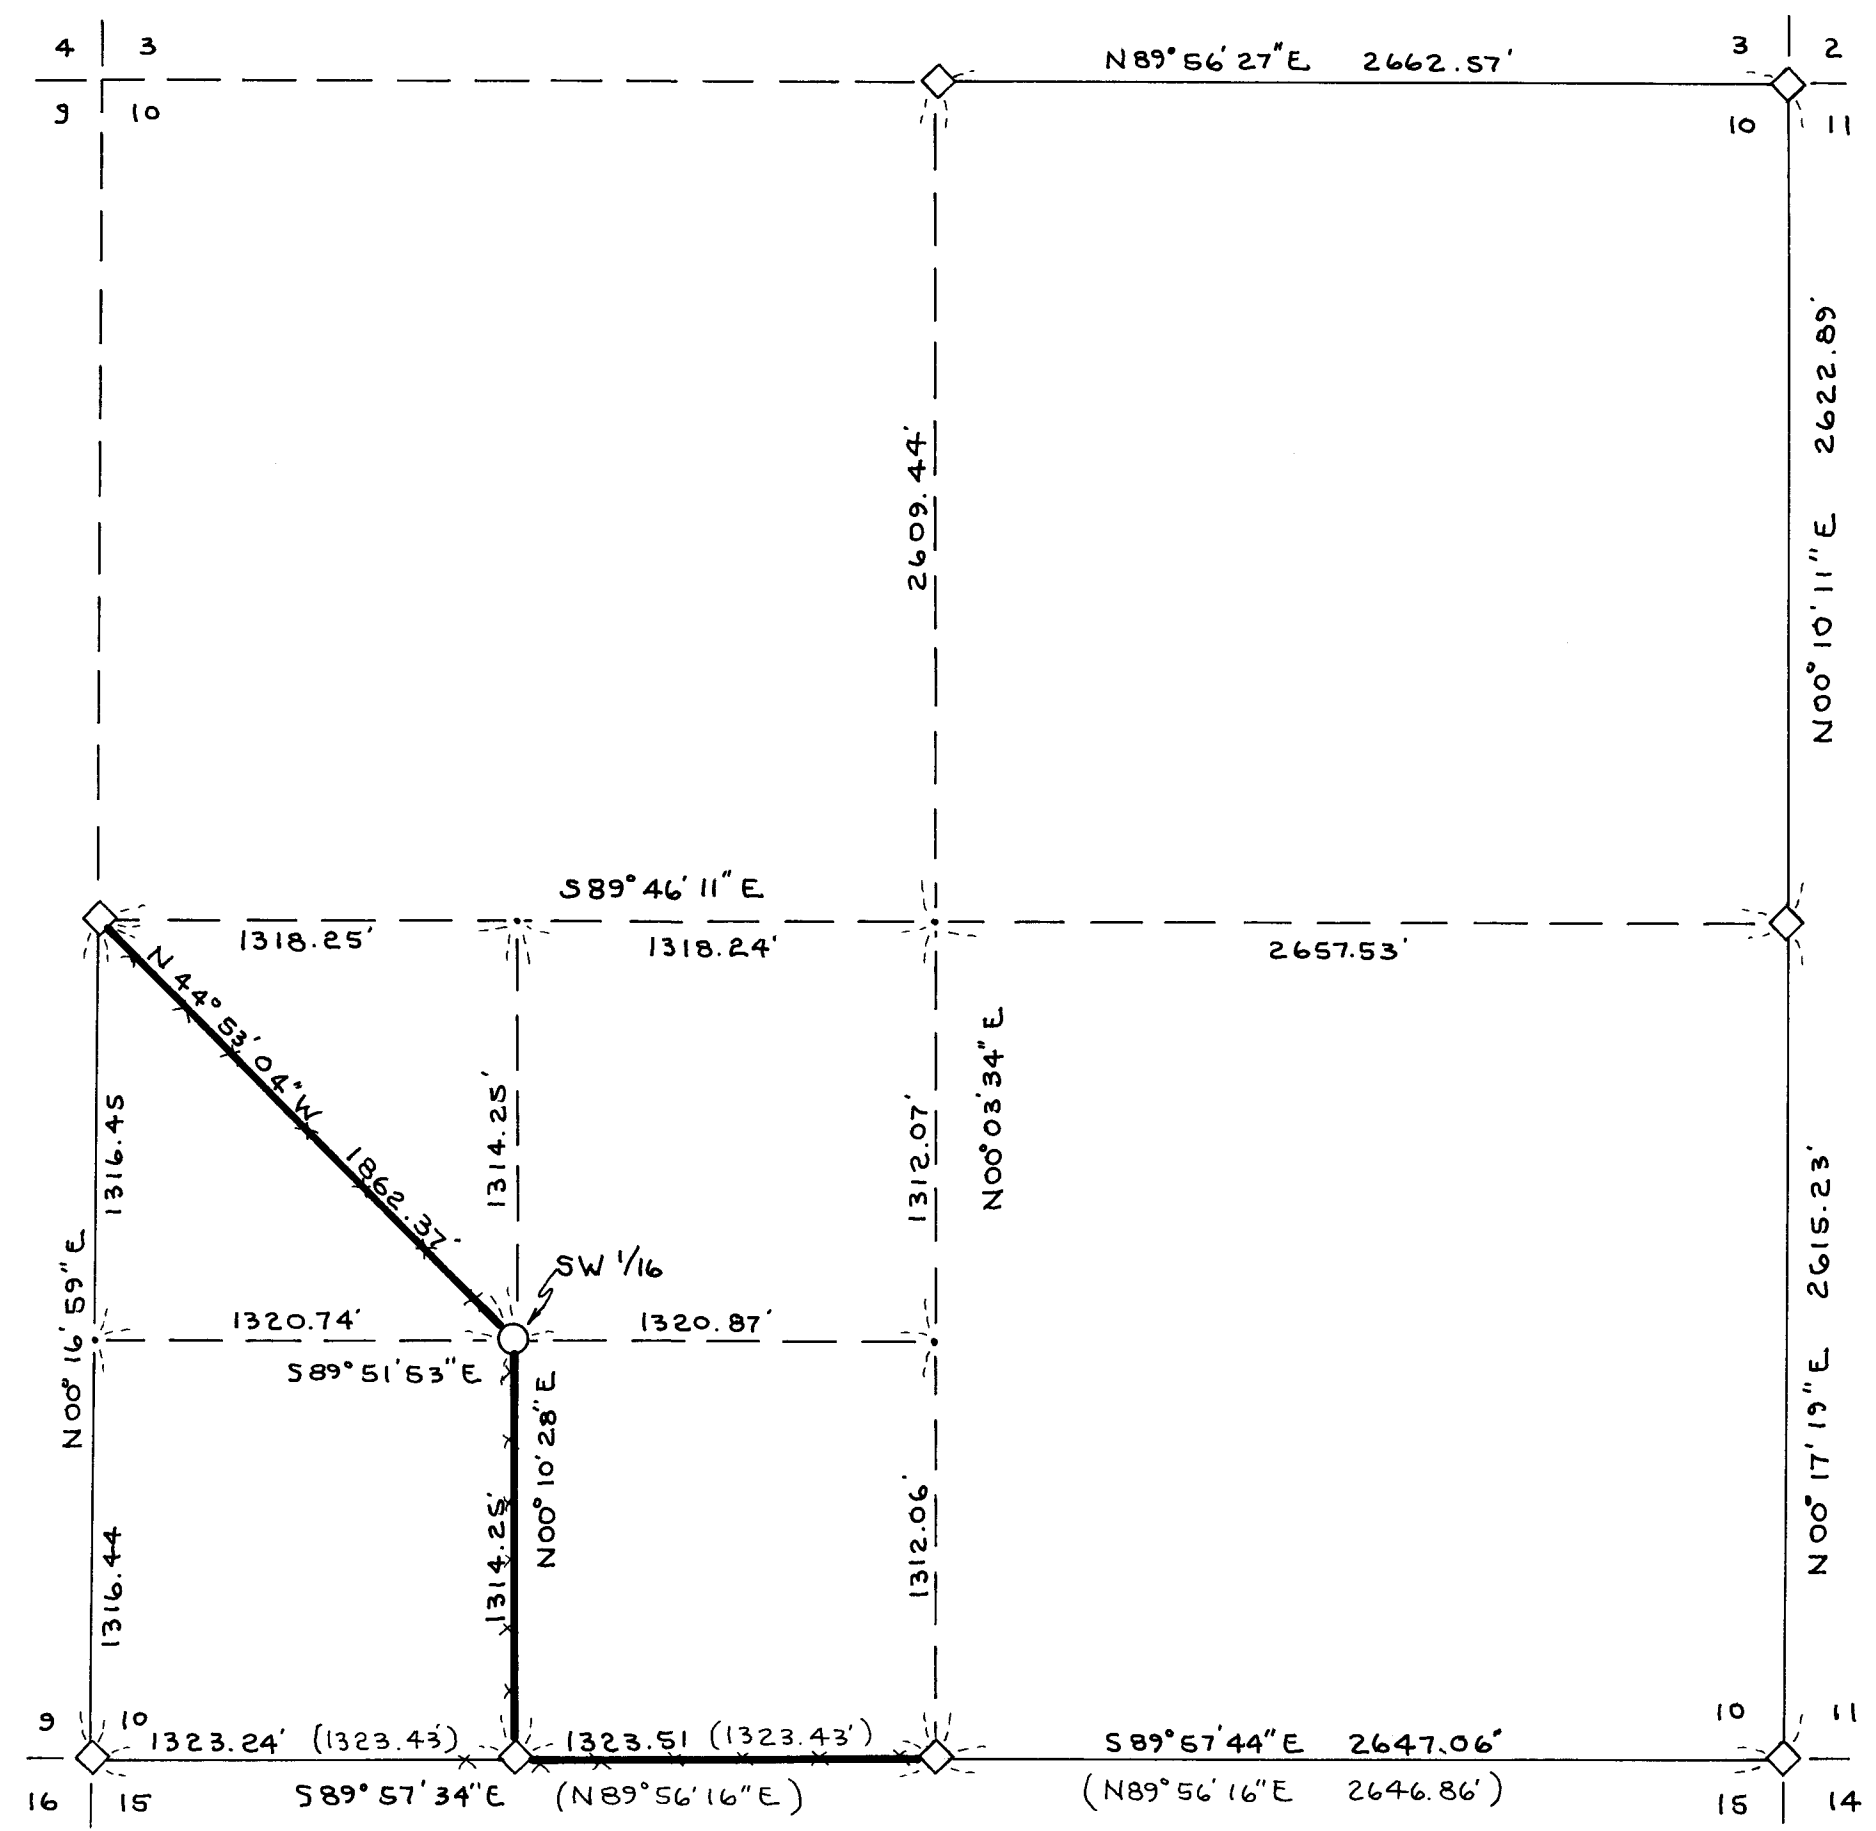 4 3
N89°56'27"E 2662.57'
3 2
9 10
10 11
2622.89'
N00°10'11"E
2609.44'
S89°46'11"E
1318.25'
1318.24'
2657.53'
N44°53'04"W 1862.37'
N00°03'34"E
1316.45
1314.25'
1312.07'
2615.23'
N00°17'19"E
SW 1/16
N00°16'59"E
1320.74'
1320.87'
S89°51'53"E
N00°10'28"E
1316.44
1314.25'
1312.06'
9 10
1323.24' (1323.43')
1323.51 (1323.43')
S89°57'44"E 2647.06'
10 11
16 15
S89°57'34"E (N89°56'16"E)
(N89°56'16"E 2646.86')
15 14